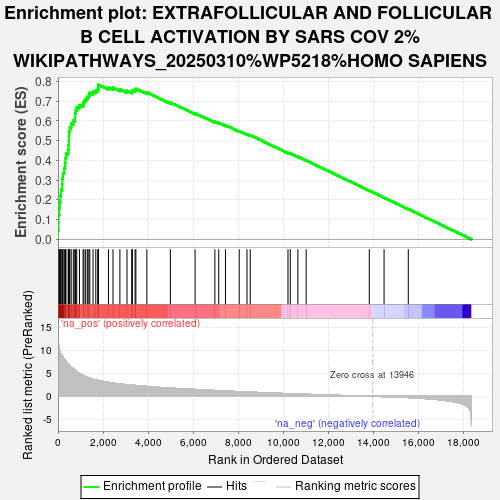 Enrichment plot: EXTRAFOLLICULAR AND FOLLICULAR
B CELL ACTIVATION BY SARS COV 2%
WIKIPATHWAYS_20250310%WP5218%HOMO SAPIENS
Enrichment score (ES)
0.8
0.7
0.6
0.5
0.4
0.3
0.2
0.1
0.0
Ranked list metric (PreRanked)
15
10
5
0
-5
'na_pos' (positively correlated)
Zero cross at 13946
'na_neg' (negatively correlated)
0 2,000 4,000 6,000 8,000 10,000 12,000 14,000 16,000 18,000
Rank in Ordered Dataset
Enrichment profile Hits Ranking metric scores